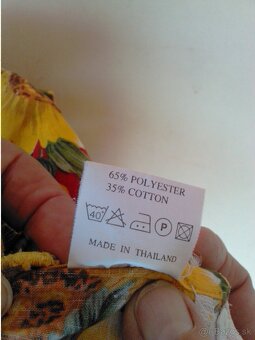 65% POLYESTER
35% COTTON
40 P
MADE IN THAILAND